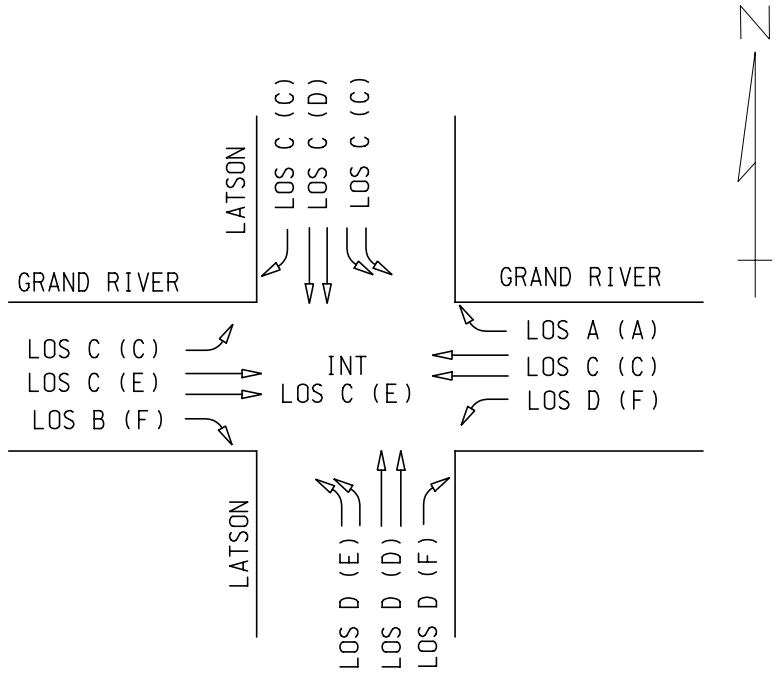 N
LATSON
LOS C (C)
LOS C (D)
LOS C (C)
GRAND RIVER
GRAND RIVER
LOS C (C)
LOS C (E)
LOS B (F)
INT
LOS C (E)
LOS A (A)
LOS C (C)
LOS D (F)
LATSON
LOS D (E)
LOS D (D)
LOS D (F)